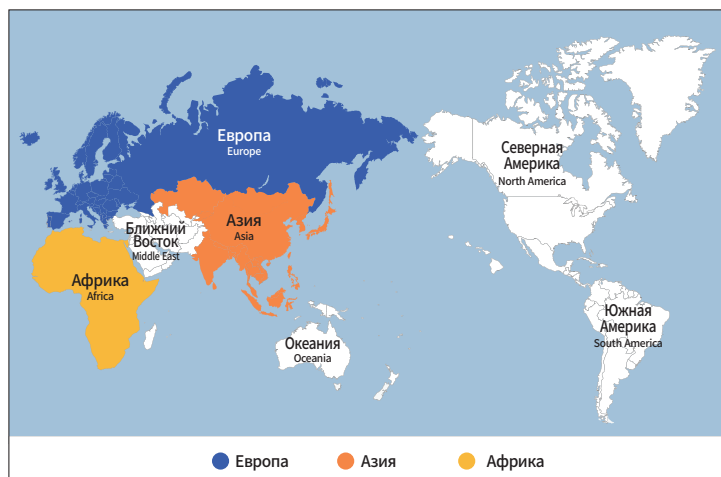 Европа
Europe
Северная
Америка
North America
Азия
Asia
Ближний
Восток
Middle East
Африка
Africa
Океания
Oceania
Южная
Америка
South America
Европа
Азия
Африка